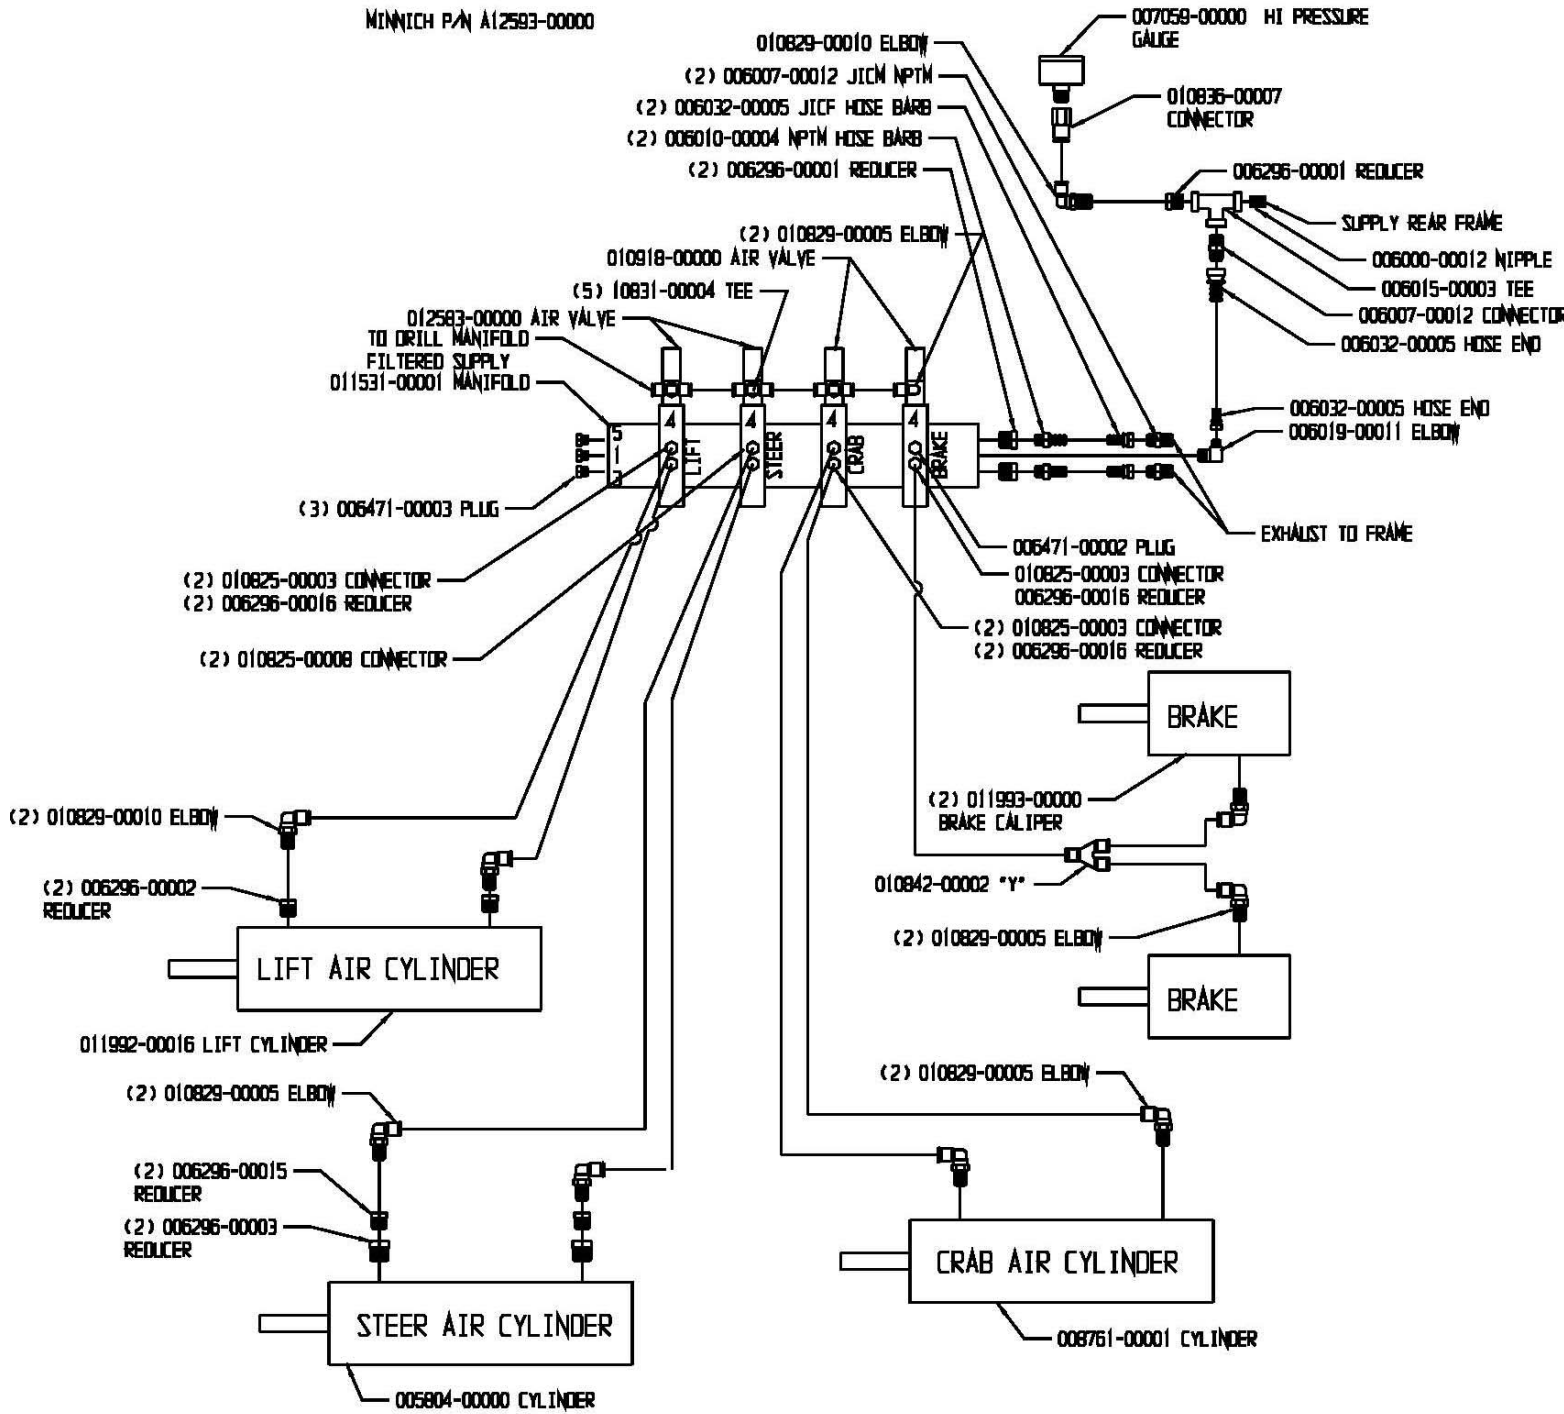 MINNICH P/N A12593-00000
007059-00000 HI PRESSURE
GAUGE
010829-00010 ELBOW
(2) 006007-00012 JICM NPTM
(2) 006032-00005 JICF HOSE BARB
(2) 006010-00004 NPTM HOSE BARB
(2) 006296-00001 REDUCER
010836-00007
CONNECTOR
006296-00001 REDUCER
SUPPLY REAR FRAME
006000-00012 NIPPLE
006015-00003 TEE
006007-00012 CONNECTOR
006032-00005 HOSE END
(2) 010829-00005 ELBOW
010918-00000 AIR VALVE
(5) 10831-00004 TEE
012583-00000 AIR VALVE
TO DRILL MANIFOLD
FILTERED SUPPLY
011531-00001 MANIFOLD
006032-00005 HOSE END
006019-00011 ELBOW
5
1
3
4
LIFT
4
STEER
4
CRAB
4
BRAKE
(3) 006471-00003 PLUG
EXHAUST TO FRAME
006471-00002 PLUG
010825-00003 CONNECTOR
006296-00016 REDUCER
(2) 010825-00003 CONNECTOR
(2) 006296-00016 REDUCER
(2) 010825-00003 CONNECTOR
(2) 006296-00016 REDUCER
(2) 010825-00008 CONNECTOR
BRAKE
(2) 011993-00000
BRAKE CALIPER
(2) 010829-00010 ELBOW
010842-00002 "Y"
(2) 006296-00002
REDUCER
(2) 010829-00005 ELBOW
LIFT AIR CYLINDER
BRAKE
011992-00016 LIFT CYLINDER
(2) 010829-00005 ELBOW
(2) 010829-00005 ELBOW
(2) 006296-00015
REDUCER
(2) 006296-00003
REDUCER
CRAB AIR CYLINDER
STEER AIR CYLINDER
008761-00001 CYLINDER
005804-00000 CYLINDER